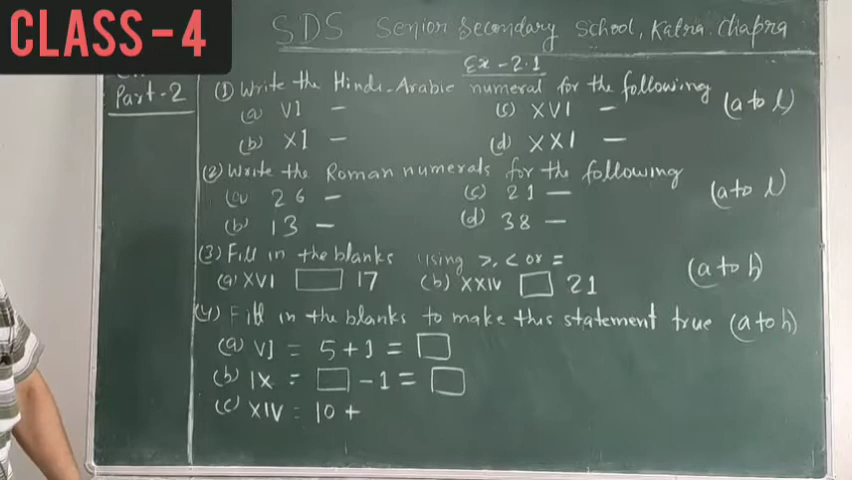 CLASS - 4
SDS Senior Secondary School, Katra Chapra
Ex - 2.1
Part - 2
(1) Write the Hindi-Arabic numeral for the following (a to l)
(a) VI — (c) XVI —
(b) XI — (d) XXI —
(2) Write the Roman numerals for the following (a to l)
(a) 26 — (c) 21 —
(b) 13 — (d) 38 —
(3) Fill in the blanks using >, < or = (a to h)
(a) XVI 17 (b) XXIV 21
(4) Fill in the blanks to make this statement true (a to h)
(a) VI = 5 + 1 =
(b) IX = - 1 =
(c) XIV = 10 +